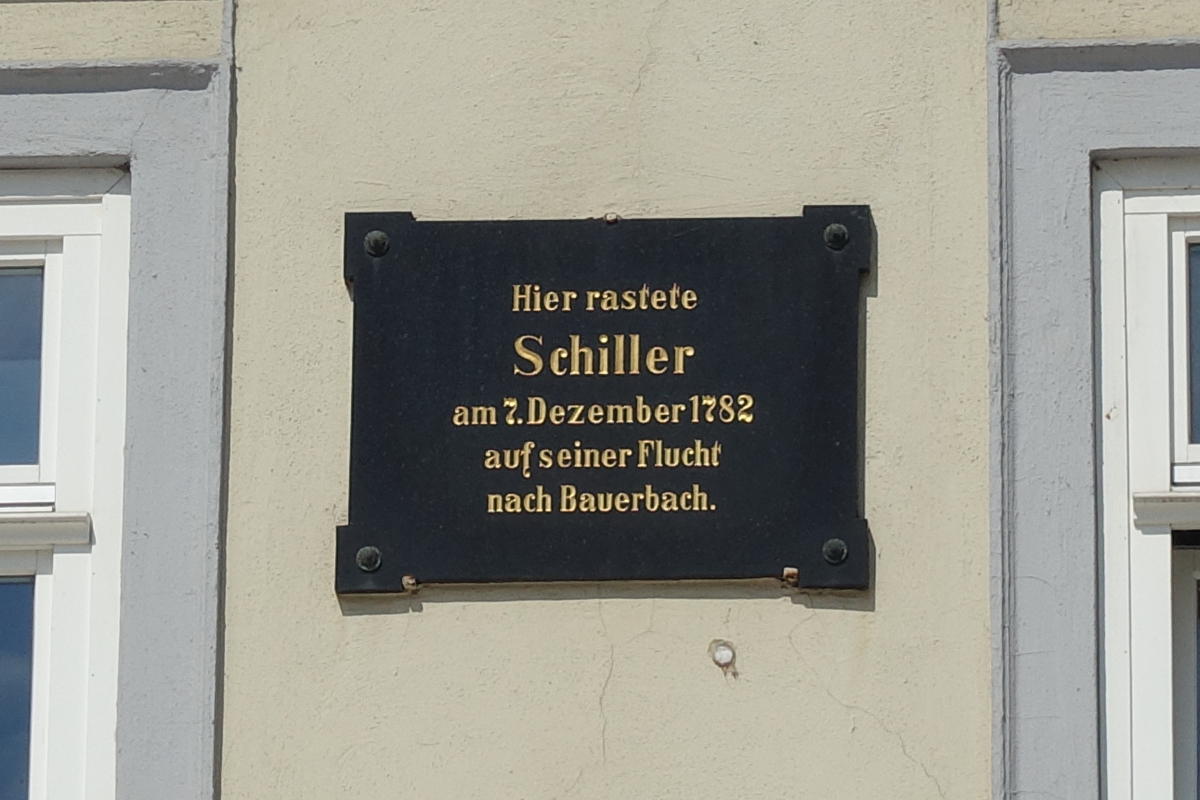 Hier rastete
Schiller
am 7. Dezember 1782
auf seiner Flucht
nach Bauerbach.